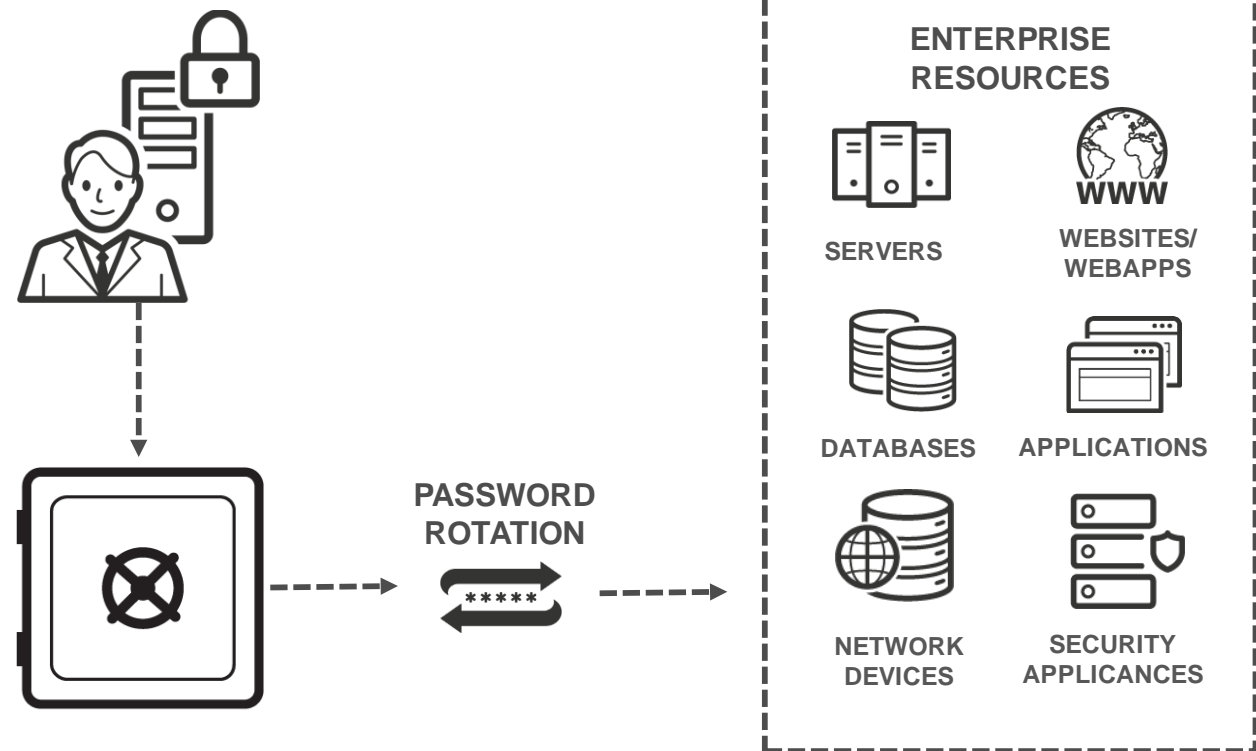 ENTERPRISE
RESOURCES
WWW
SERVERS
WEBSITES/
WEBAPPS
DATABASES
APPLICATIONS
PASSWORD
ROTATION
*****
NETWORK
DEVICES
SECURITY
APPLICANCES